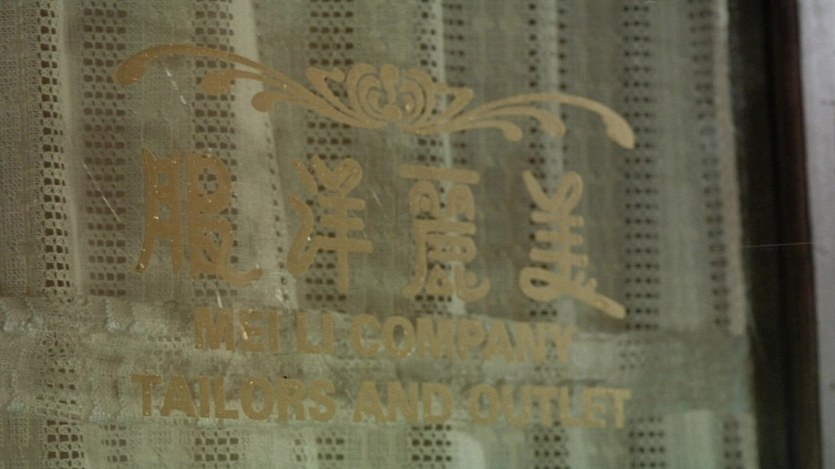 美麗洋服
MEI LI COMPANY
TAILORS AND OUTLET